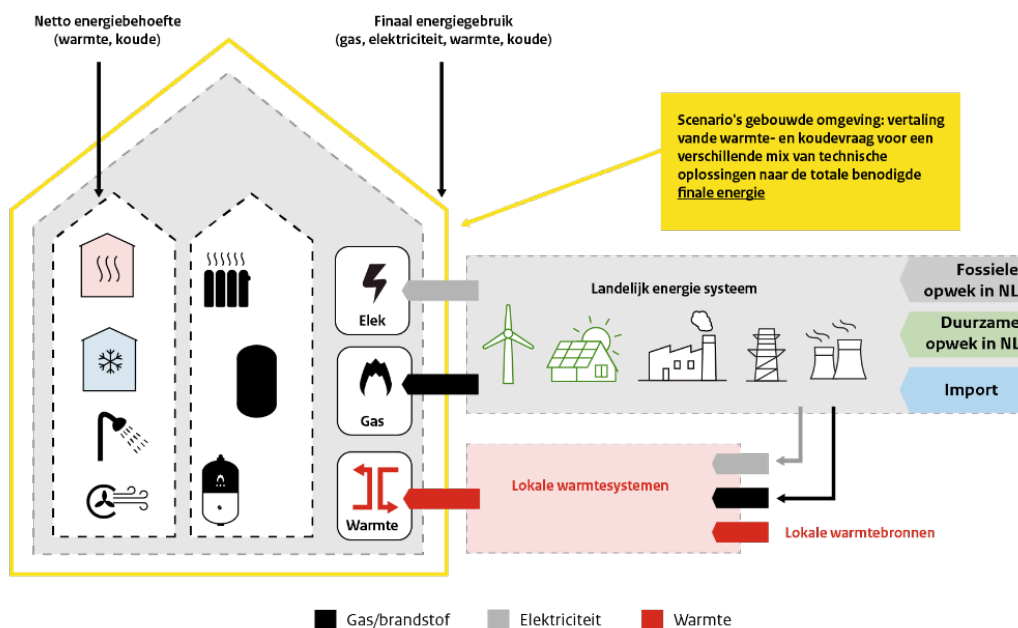 Netto energiebehoefte
(warmte, koude)
Finaal energiegebruik
(gas, elektriciteit, warmte, koude)
Scenario's gebouwde omgeving: vertaling
vande warmte- en koudevraag voor een
verschillende mix van technische
oplossingen naar de totale benodigde
finale energie
Elek
Gas
Warmte
Landelijk energie systeem
Fossiele
opwek in NL
Duurzame
opwek in NL
Import
Lokale warmtesystemen
Lokale warmtebronnen
Gas/brandstof
Elektriciteit
Warmte